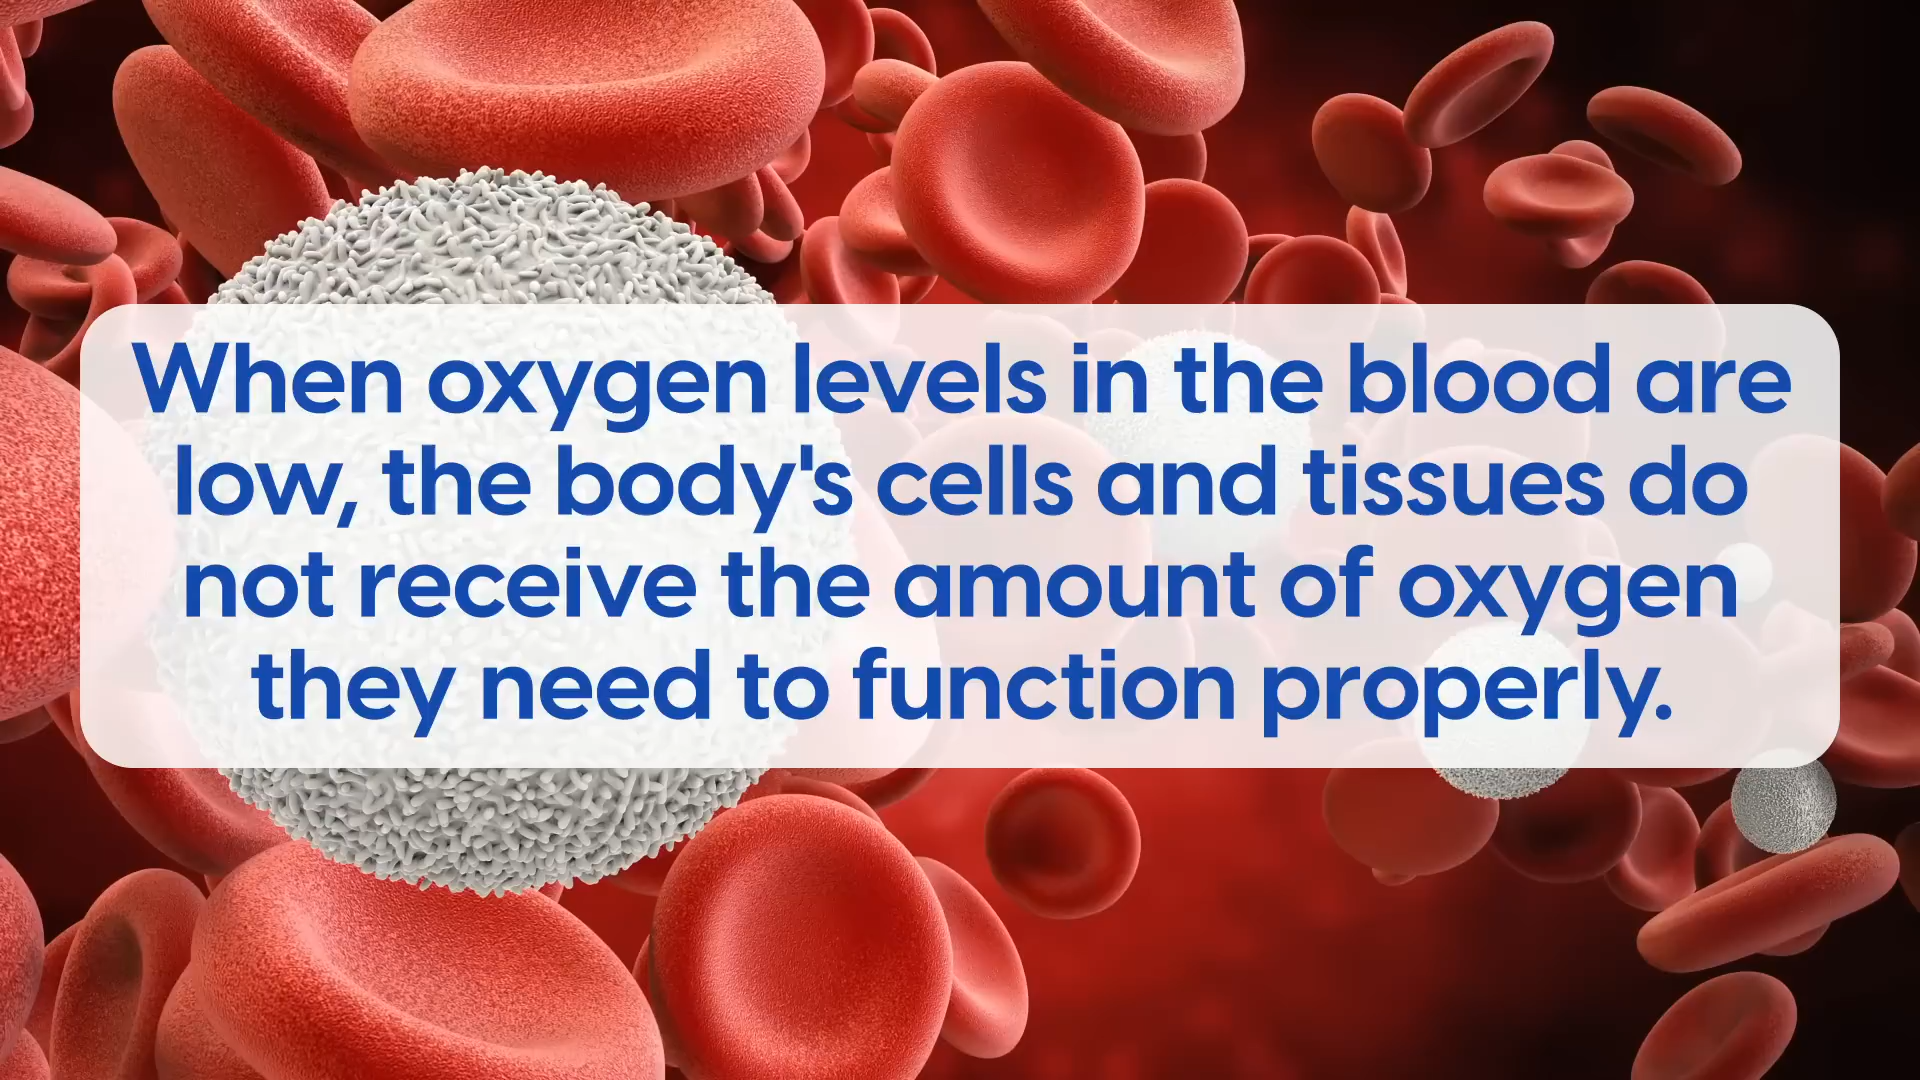 When oxygen levels in the blood are
low, the body's cells and tissues do
not receive the amount of oxygen
they need to function properly.